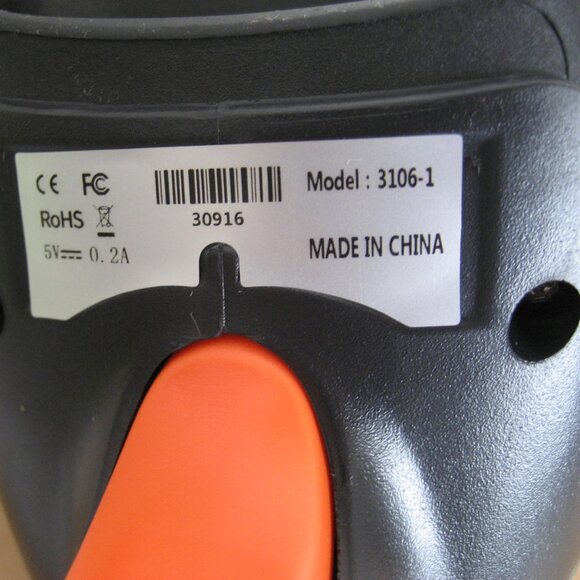 CE FC Model : 3106-1
RoHS 30916
5V⎓ 0.2A MADE IN CHINA